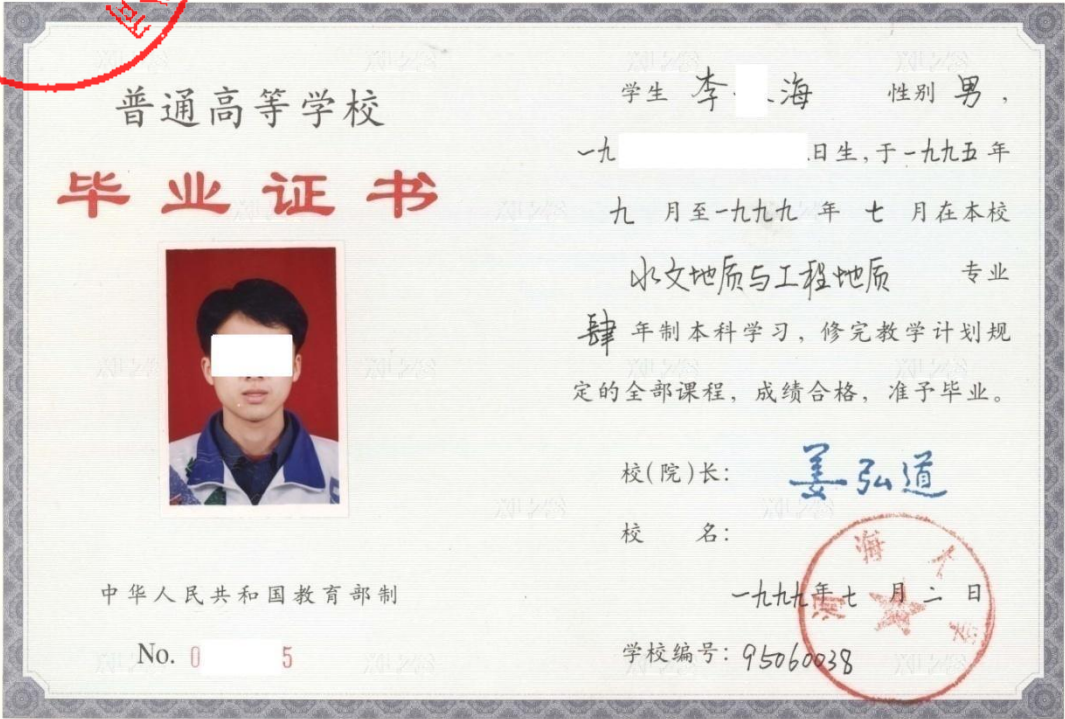 普通高等学校
毕业证书
中华人民共和国教育部制
No. 0 5
学生 李 海 性别 男，
一九 日生，于一九九五年
九 月至一九九九 年 七 月在本校
水文地质与工程地质 专业
肆 年制本科学习，修完教学计划规
定的全部课程，成绩合格，准予毕业。
校(院)长： 姜弘道
校 名：
河海大学
一九九九年七 月 二 日
学校编号：95060038